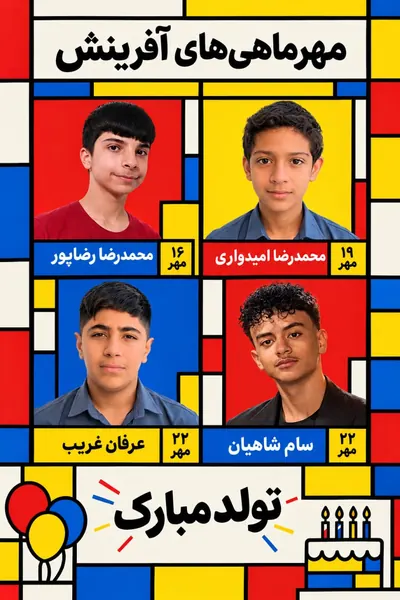 مهرماهی‌های آفرینش
محمدرضا رضاپور
۱۶
مهر
محمدرضا امیدواری
۱۹
مهر
عرفان غریب
۲۲
مهر
سام شاهیان
۲۲
مهر
تولد مبارک